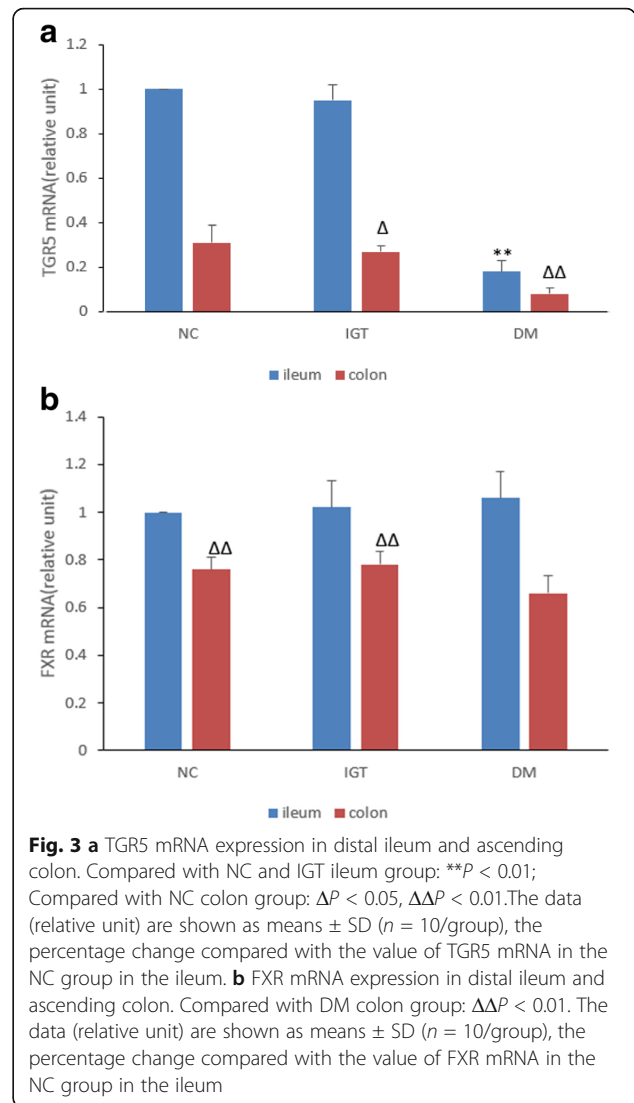 a
1.2
1
0.8
0.6
0.4
0.2
0
TGR5 mRNA(relative unit)
Δ
**
ΔΔ
NC IGT DM
ileum colon
b
1.4
1.2
1
0.8
0.6
0.4
0.2
0
FXR mRNA(relative unit)
ΔΔ ΔΔ
NC IGT DM
ileum colon
Fig. 3 a TGR5 mRNA expression in distal ileum and ascending
colon. Compared with NC and IGT ileum group: **P < 0.01;
Compared with NC colon group: ΔP < 0.05, ΔΔP < 0.01.The data
(relative unit) are shown as means ± SD (n = 10/group), the
percentage change compared with the value of TGR5 mRNA in the
NC group in the ileum. b FXR mRNA expression in distal ileum and
ascending colon. Compared with DM colon group: ΔΔP < 0.01. The
data (relative unit) are shown as means ± SD (n = 10/group), the
percentage change compared with the value of FXR mRNA in the
NC group in the ileum